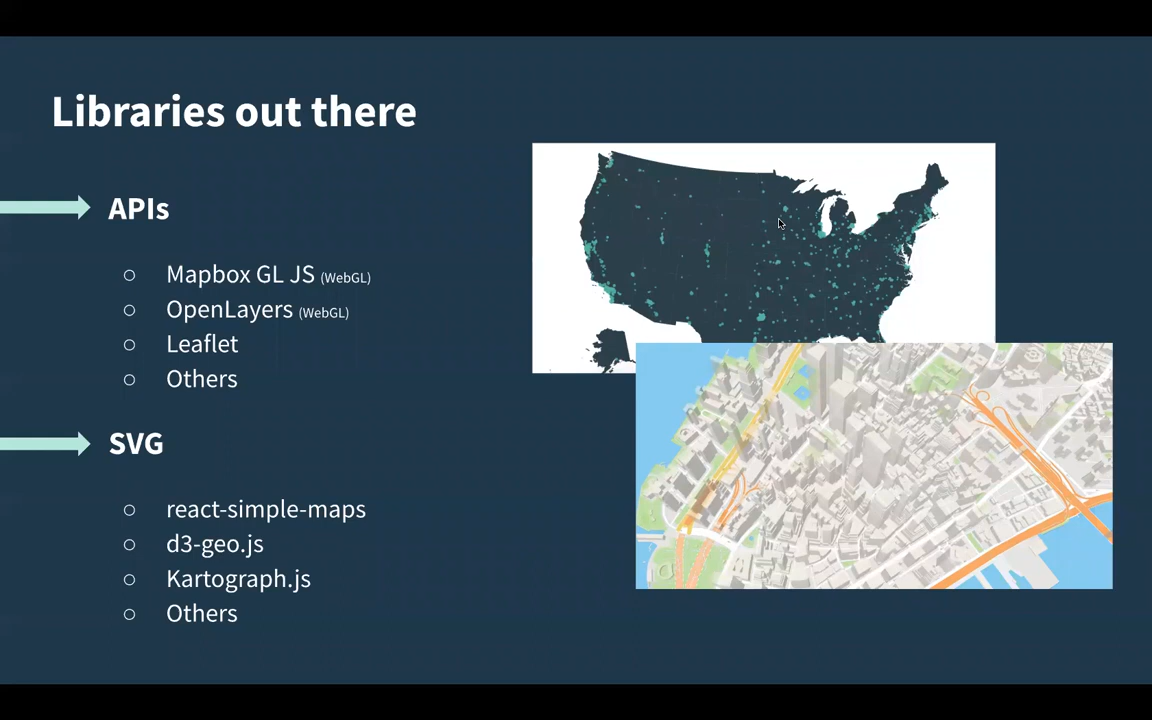 Libraries out there
APIs
Mapbox GL JS (WebGL)
OpenLayers (WebGL)
Leaflet
Others
SVG
react-simple-maps
d3-geo.js
Kartograph.js
Others